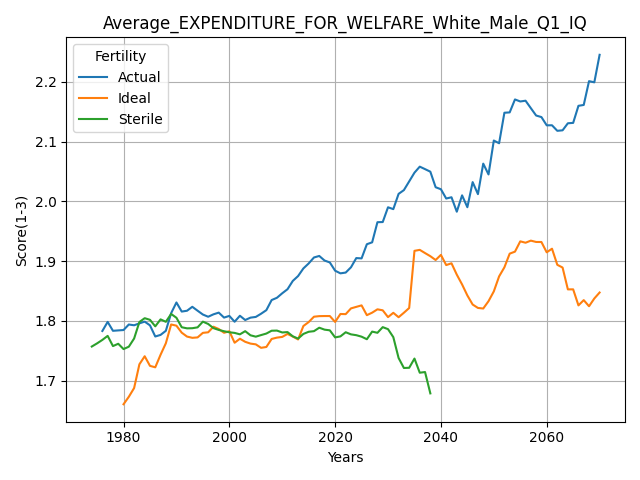 Average_EXPENDITURE_FOR_WELFARE_White_Male_Q1_IQ
Fertility
Actual
Ideal
Sterile
Score(1-3)
2.2
2.1
2.0
1.9
1.8
1.7
1980 2000 2020 2040 2060
Years